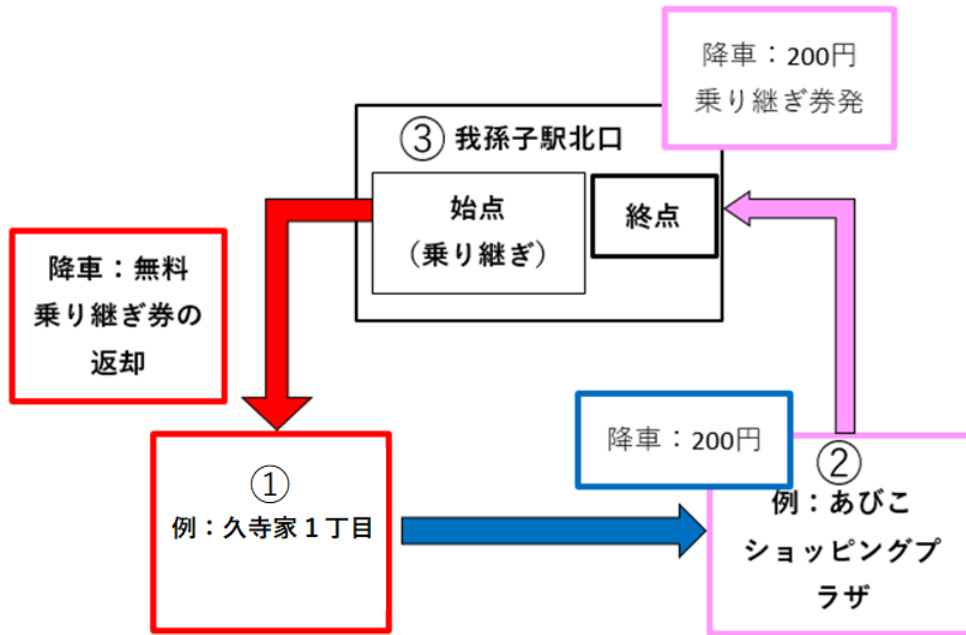 降車：200円
乗り継ぎ券発
③ 我孫子駅北口
始点
（乗り継ぎ）
終点
降車：無料
乗り継ぎ券の
返却
降車：200円
①
例：久寺家１丁目
②
例：あびこ
ショッピングプ
ラザ